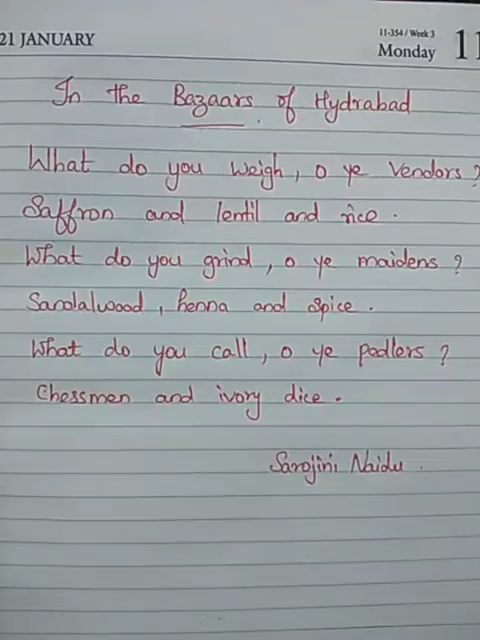 21 JANUARY
11-354 / Week 3
Monday 11
In the Bazaars of Hydrabad
What do you weigh, o ye Vendors?
Saffron and lentil and rice.
What do you grind, o ye maidens?
Sandalwood, henna and spice.
What do you call, o ye pedlers?
Chessmen and ivory dice.
Sarojini Naidu.